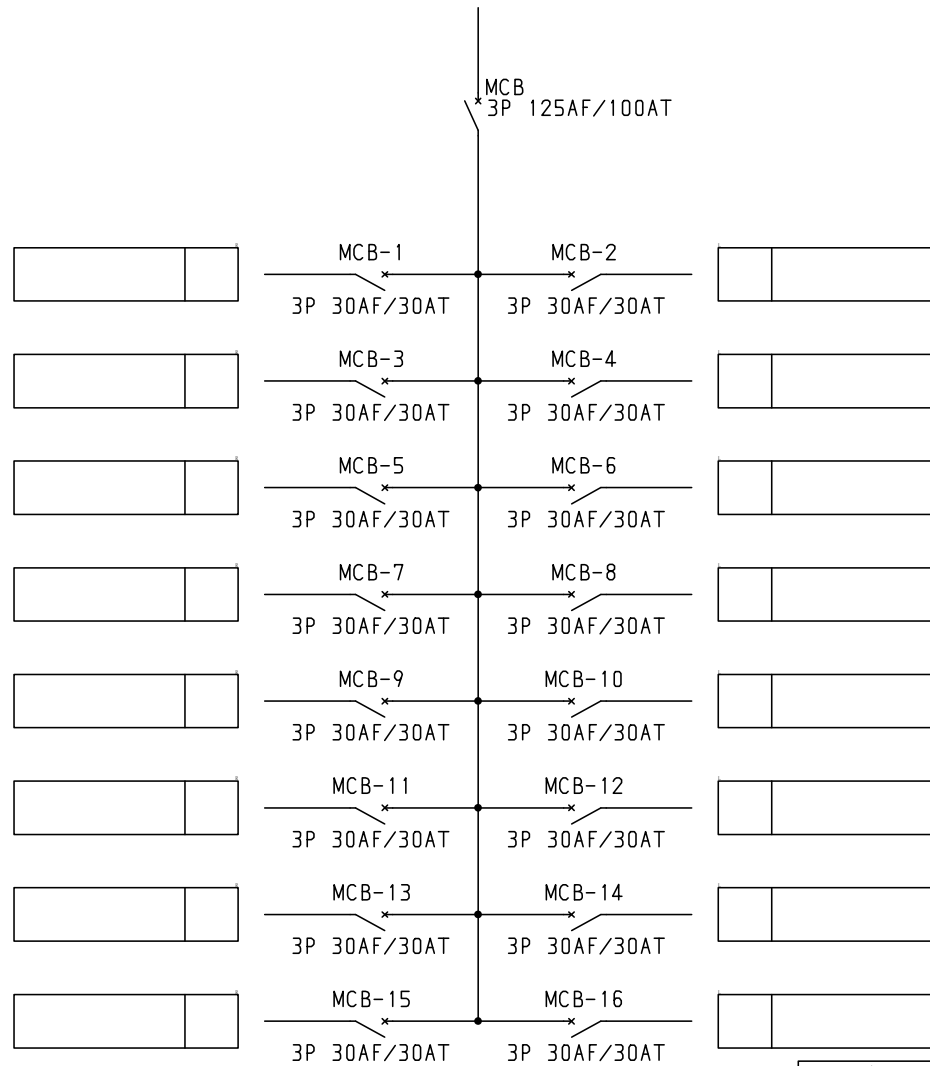 MCB
3P 125AF/100AT
MCB-1 MCB-2
3P 30AF/30AT 3P 30AF/30AT
MCB-3 MCB-4
3P 30AF/30AT 3P 30AF/30AT
MCB-5 MCB-6
3P 30AF/30AT 3P 30AF/30AT
MCB-7 MCB-8
3P 30AF/30AT 3P 30AF/30AT
MCB-9 MCB-10
3P 30AF/30AT 3P 30AF/30AT
MCB-11 MCB-12
3P 30AF/30AT 3P 30AF/30AT
MCB-13 MCB-14
3P 30AF/30AT 3P 30AF/30AT
MCB-15 MCB-16
3P 30AF/30AT 3P 30AF/30AT